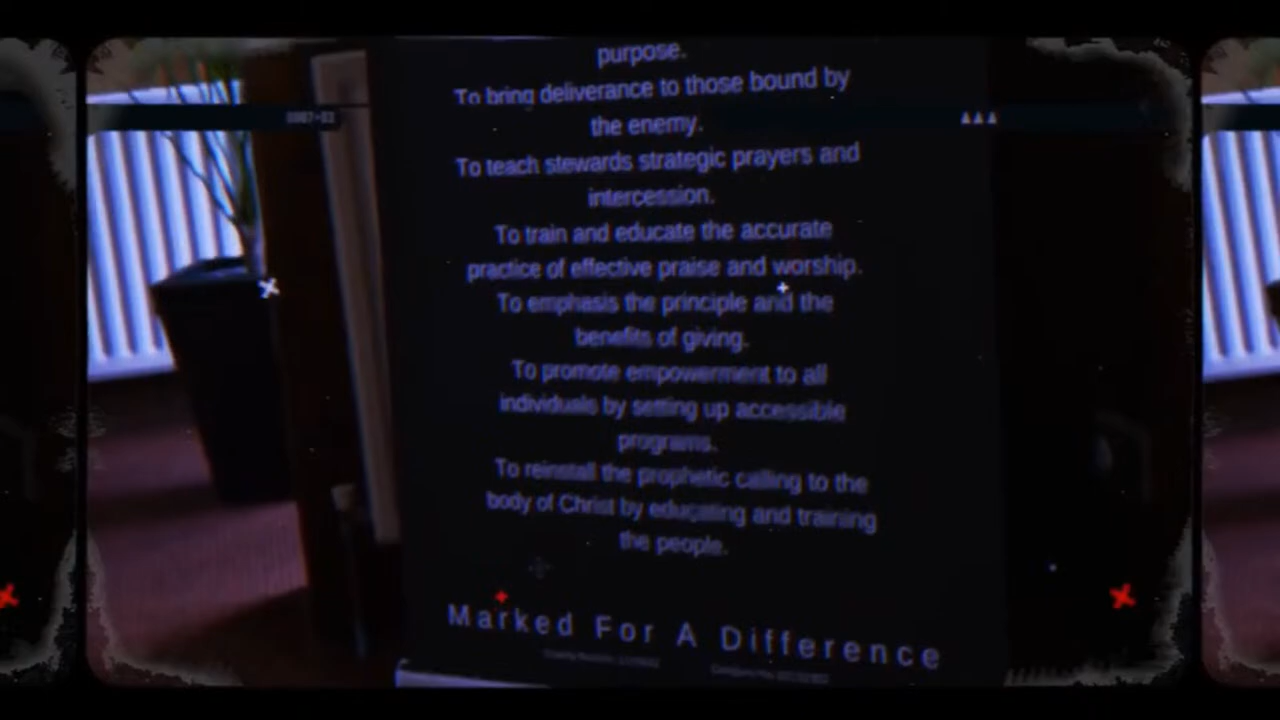 purpose.
To bring deliverance to those bound by
the enemy.
To teach stewards strategic prayers and
intercession.
To train and educate the accurate
practice of effective praise and worship.
To emphasis the principle and the
benefits of giving.
To promote empowerment to all
individuals by setting up accessible
programs.
To reinstall the prophetic calling to the
body of Christ by educating and training
the people.
Marked For A Difference